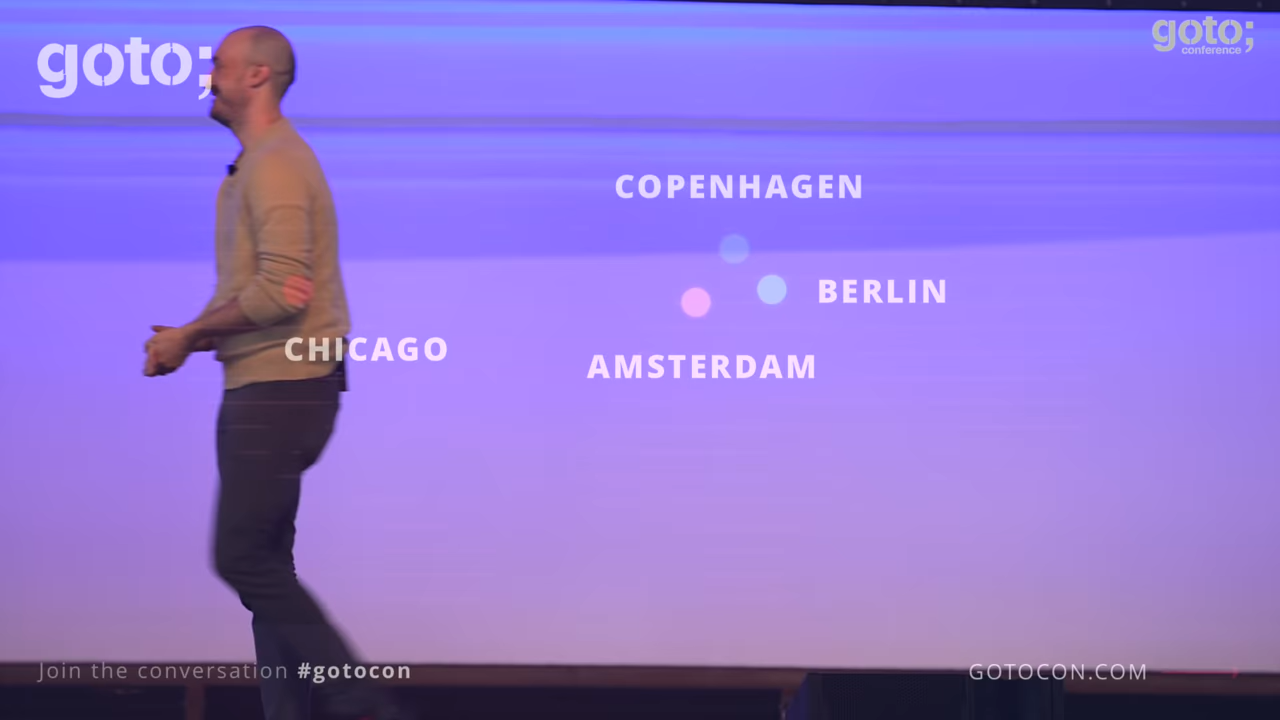 goto;
goto;
conference
COPENHAGEN
BERLIN
CHICAGO
AMSTERDAM
Join the conversation #gotocon
GOTOCON.COM